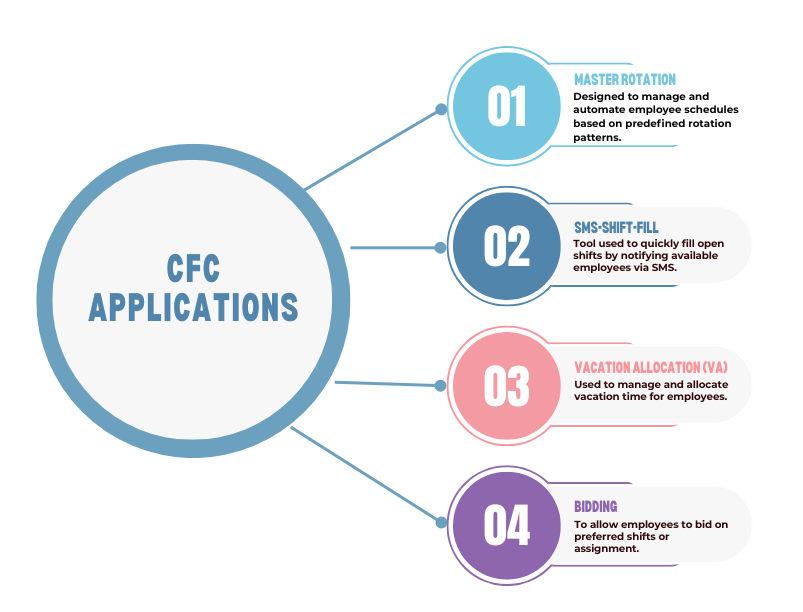 CFC
APPLICATIONS
01
MASTER ROTATION
Designed to manage and
automate employee schedules
based on predefined rotation
patterns.
02
SMS-SHIFT-FILL
Tool used to quickly fill open
shifts by notifying available
employees via SMS.
03
VACATION ALLOCATION (VA)
Used to manage and allocate
vacation time for employees.
04
BIDDING
To allow employees to bid on
preferred shifts or
assignment.